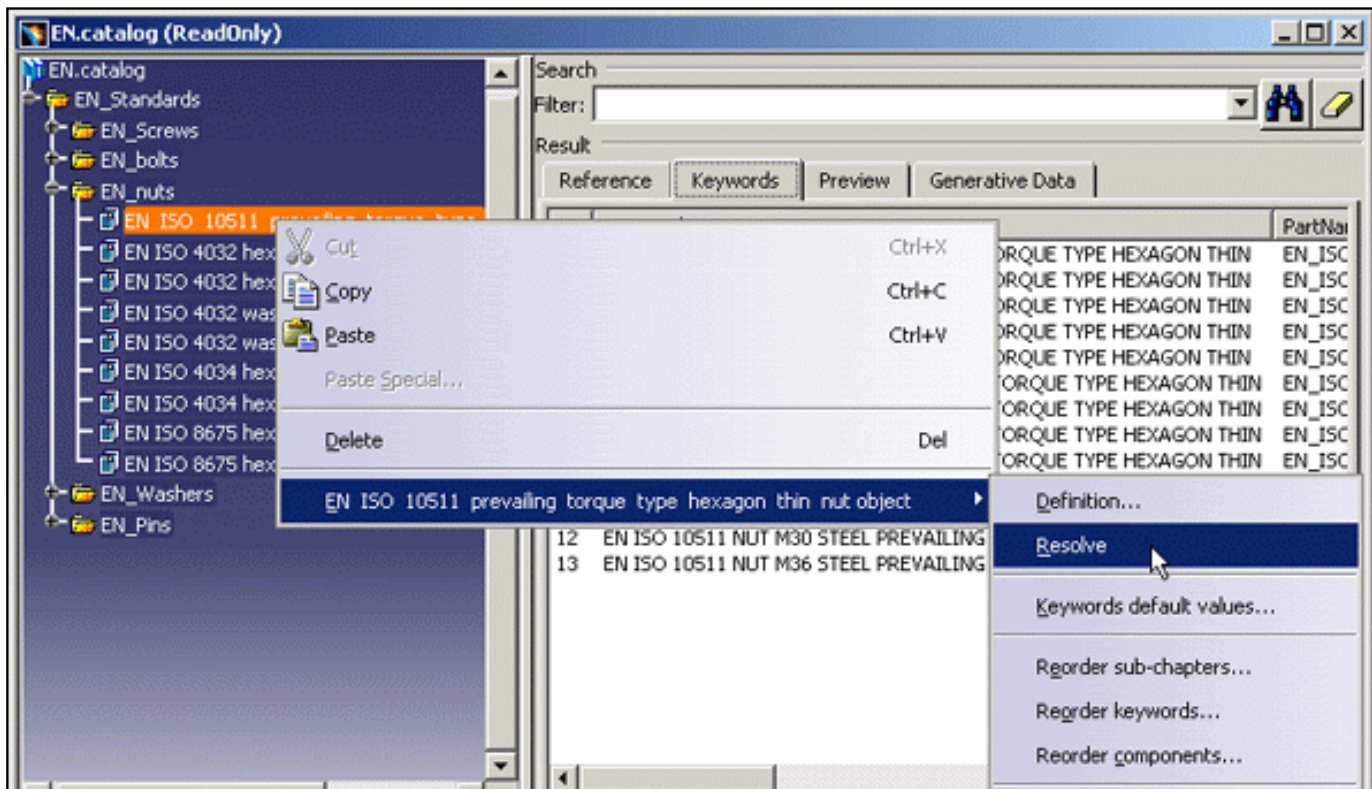 EN.catalog (ReadOnly)
EN.catalog
EN_Standards
EN_Screws
EN_bolts
EN_nuts
EN ISO 10511 prevailing torque type
EN ISO 4032 hex
EN ISO 4032 hex
EN ISO 4032 was
EN ISO 4032 was
EN ISO 4034 hex
EN ISO 4034 hex
EN ISO 8675 hex
EN ISO 8675 hex
EN_Washers
EN_Pins
Search
Filter:
Result
Reference Keywords Preview Generative Data
PartNa
ORQUE TYPE HEXAGON THIN EN_ISC
ORQUE TYPE HEXAGON THIN EN_ISC
ORQUE TYPE HEXAGON THIN EN_ISC
ORQUE TYPE HEXAGON THIN EN_ISC
ORQUE TYPE HEXAGON THIN EN_ISC
TORQUE TYPE HEXAGON THIN EN_ISC
TORQUE TYPE HEXAGON THIN EN_ISC
TORQUE TYPE HEXAGON THIN EN_ISC
TORQUE TYPE HEXAGON THIN EN_ISC
12 EN ISO 10511 NUT M30 STEEL PREVAILING
13 EN ISO 10511 NUT M36 STEEL PREVAILING
Cut Ctrl+X
Copy Ctrl+C
Paste Ctrl+V
Paste Special...
Delete Del
EN ISO 10511 prevailing torque type hexagon thin nut object
Definition...
Resolve
Keywords default values...
Reorder sub-chapters...
Reorder keywords...
Reorder components...